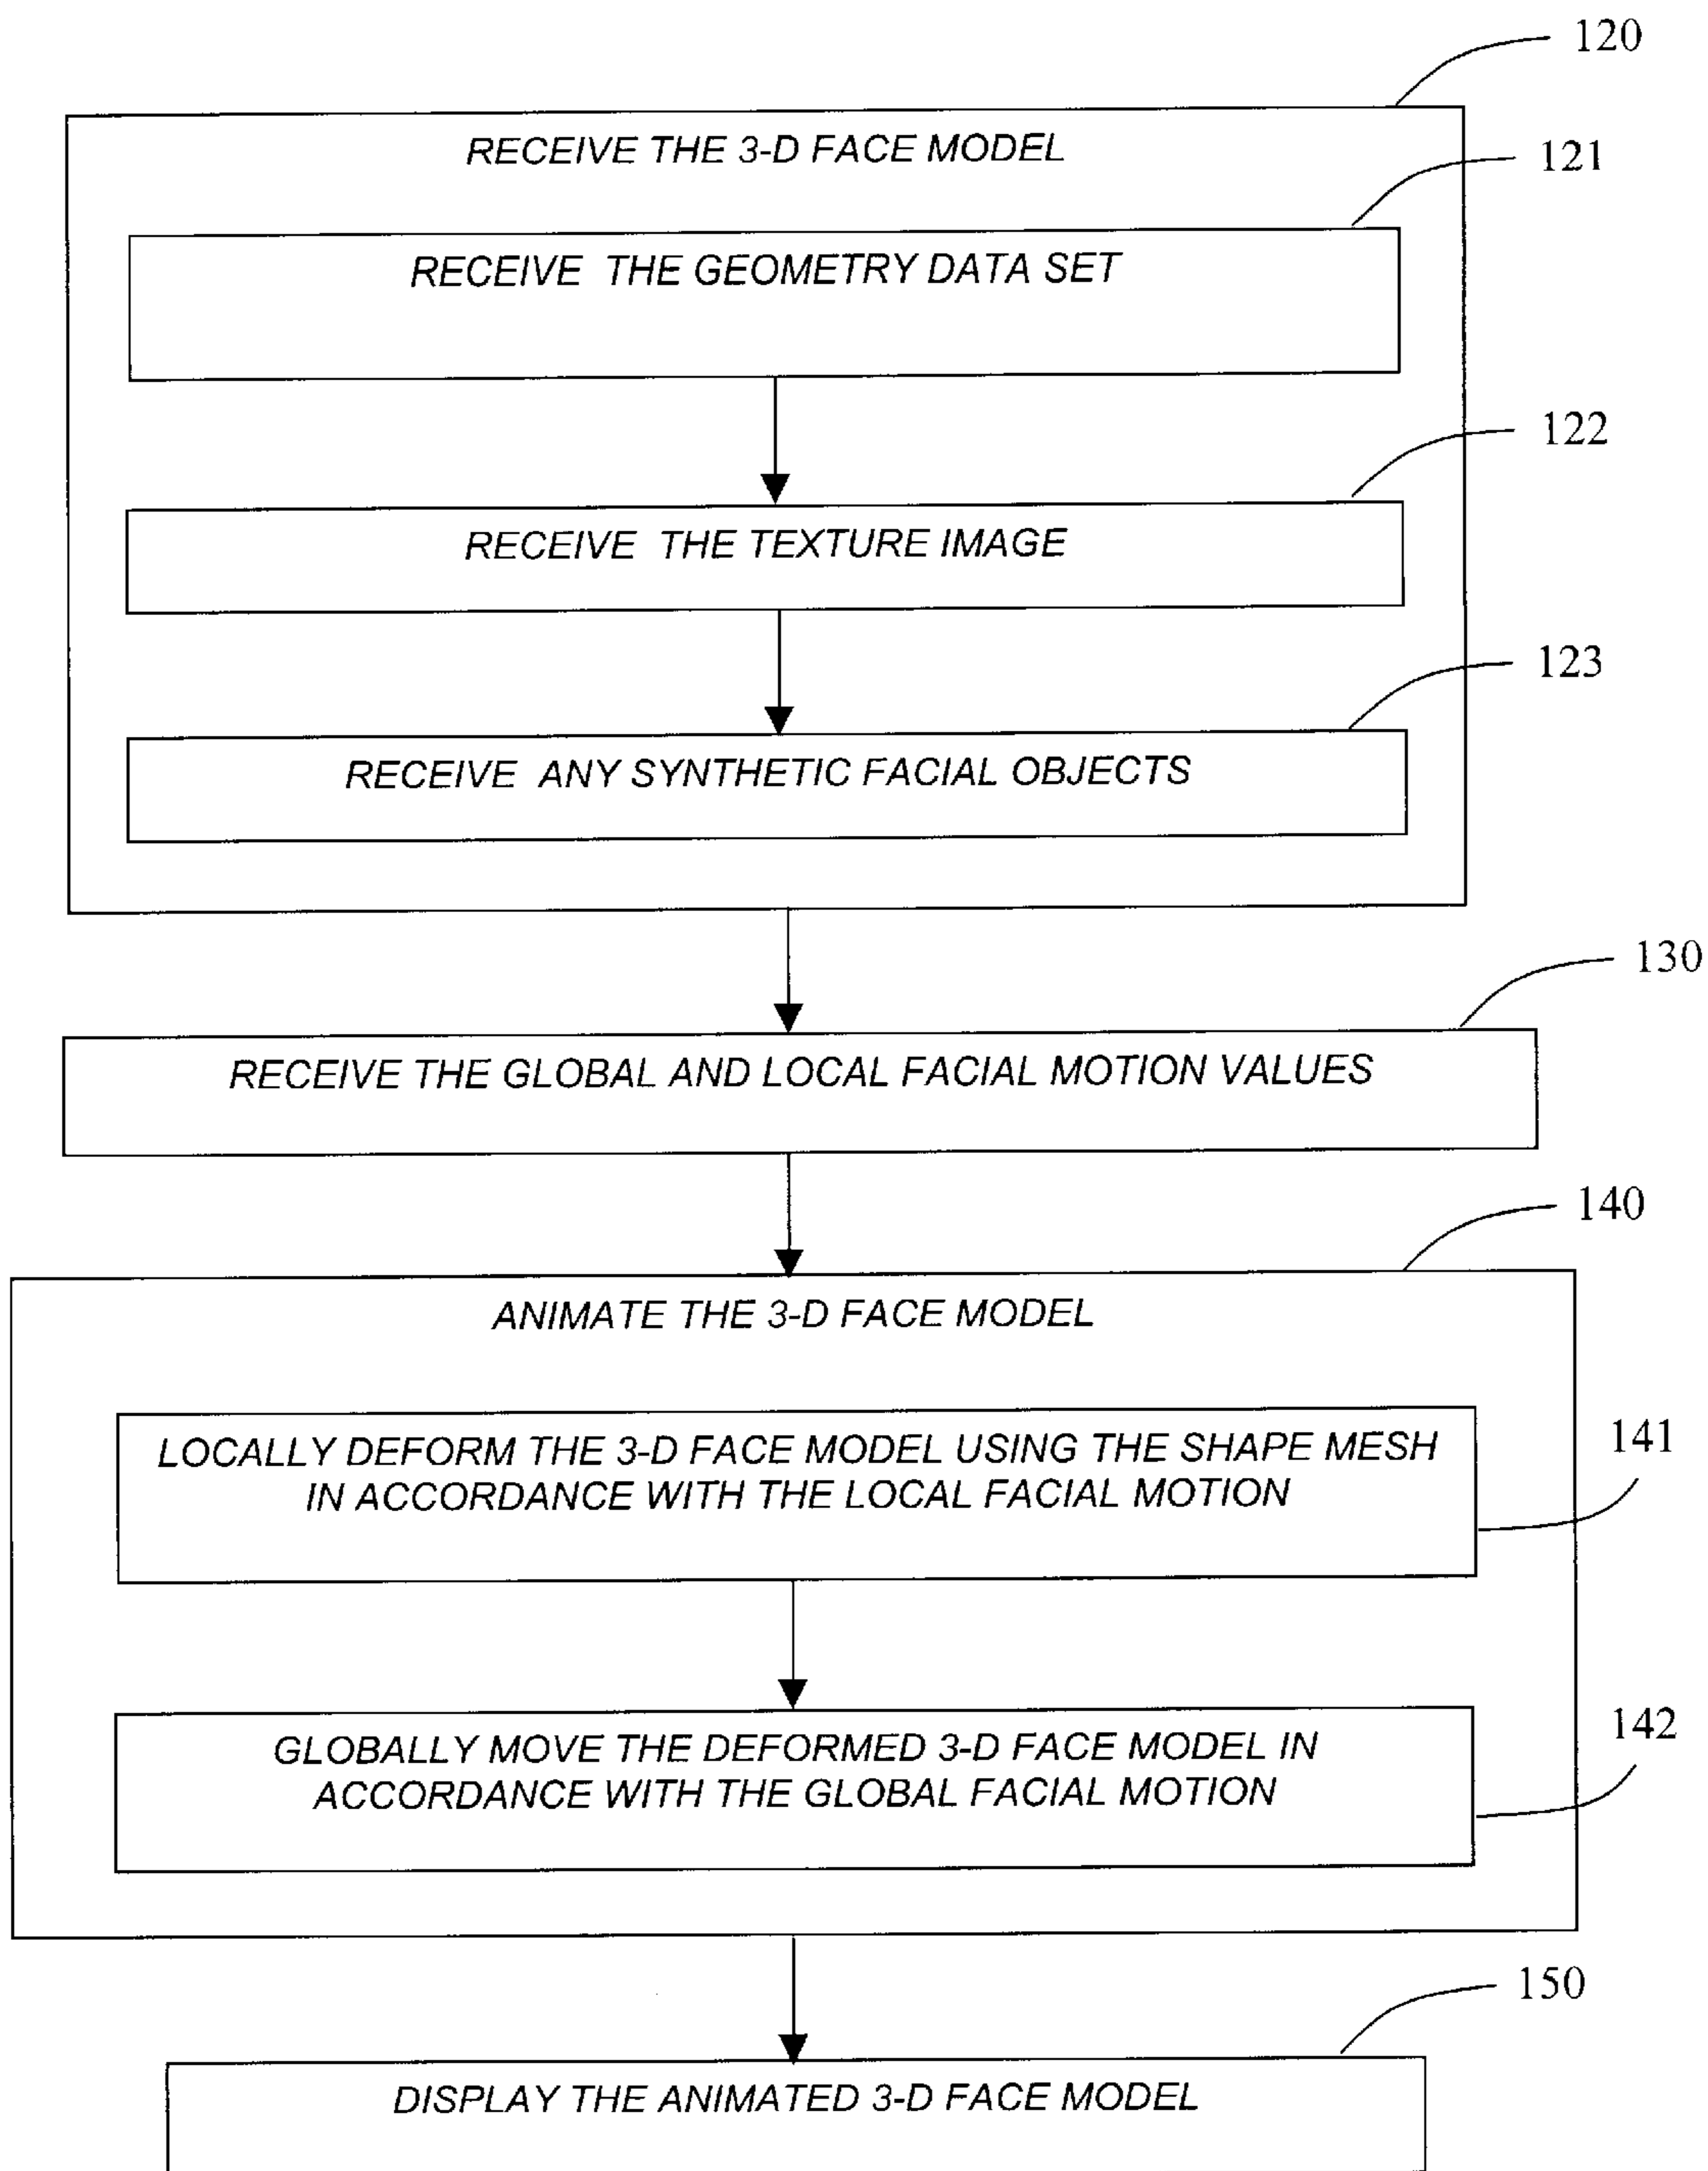 120
RECEIVE THE 3-D FACE MODEL
121
RECEIVE THE GEOMETRY DATA SET
122
RECEIVE THE TEXTURE IMAGE
123
RECEIVE ANY SYNTHETIC FACIAL OBJECTS
130
RECEIVE THE GLOBAL AND LOCAL FACIAL MOTION VALUES
140
ANIMATE THE 3-D FACE MODEL
141
LOCALLY DEFORM THE 3-D FACE MODEL USING THE SHAPE MESH
IN ACCORDANCE WITH THE LOCAL FACIAL MOTION
142
GLOBALLY MOVE THE DEFORMED 3-D FACE MODEL IN
ACCORDANCE WITH THE GLOBAL FACIAL MOTION
150
DISPLAY THE ANIMATED 3-D FACE MODEL